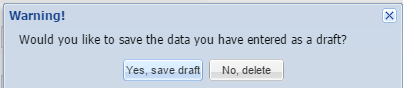 Warning!
Would you like to save the data you have entered as a draft?
Yes, save draft
No, delete